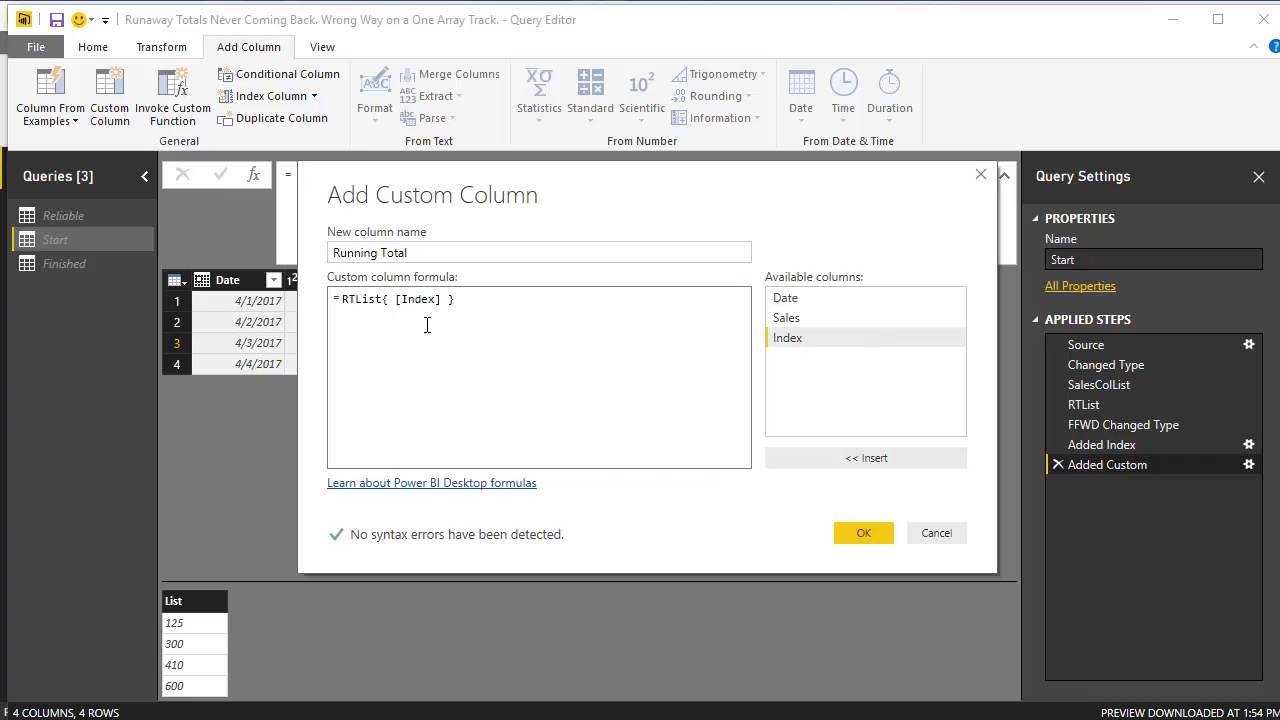 Runaway Totals Never Coming Back. Wrong Way on a One Array Track. - Query Editor
File Home Transform Add Column View
Column From Examples
Custom Column
Invoke Custom Function
Conditional Column
Index Column
Duplicate Column
General
Format
Merge Columns
Extract
Parse
From Text
Statistics
Standard
Scientific
Trigonometry
Rounding
Information
From Number
Date
Time
Duration
From Date & Time
Queries [3]
Reliable
Start
Finished
fx =
Date
1 4/1/2017
2 4/2/2017
3 4/3/2017
4 4/4/2017
Add Custom Column
New column name
Running Total
Custom column formula:
=RTList{ [Index] }
Available columns:
Date
Sales
Index
<< Insert
Learn about Power BI Desktop formulas
No syntax errors have been detected.
OK
Cancel
List
125
300
410
600
Query Settings
PROPERTIES
Name
Start
All Properties
APPLIED STEPS
Source
Changed Type
SalesColList
RTList
FFWD Changed Type
Added Index
Added Custom
4 COLUMNS, 4 ROWS
PREVIEW DOWNLOADED AT 1:54 PM